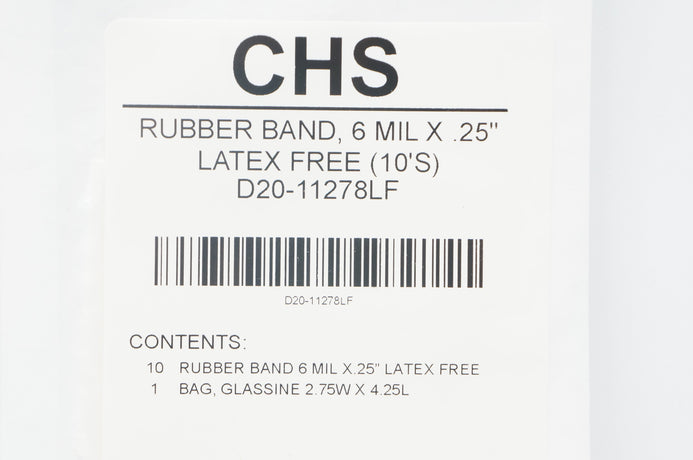 CHS
RUBBER BAND, 6 MIL X .25"
LATEX FREE (10'S)
D20-11278LF
D20-11278LF
CONTENTS:
10 RUBBER BAND 6 MIL X.25" LATEX FREE
1 BAG, GLASSINE 2.75W X 4.25L